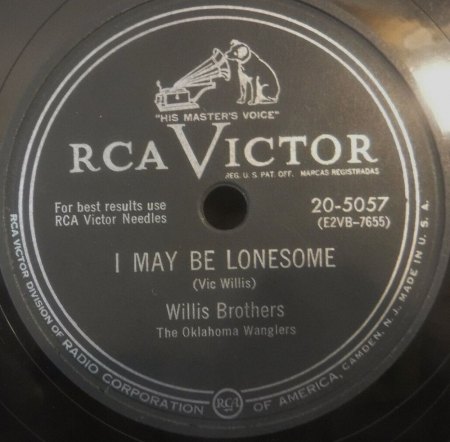 "HIS MASTER'S VOICE"
RCA VICTOR
REG. U. S. PAT. OFF. MARCAS REGISTRADAS
For best results use
RCA Victor Needles
20-5057
(E2VB-7655)
I MAY BE LONESOME
(Vic Willis)
Willis Brothers
The Oklahoma Wranglers
RCA VICTOR DIVISION OF RADIO CORPORATION OF AMERICA, CAMDEN, N. J. MADE IN U. S. A.
RCA